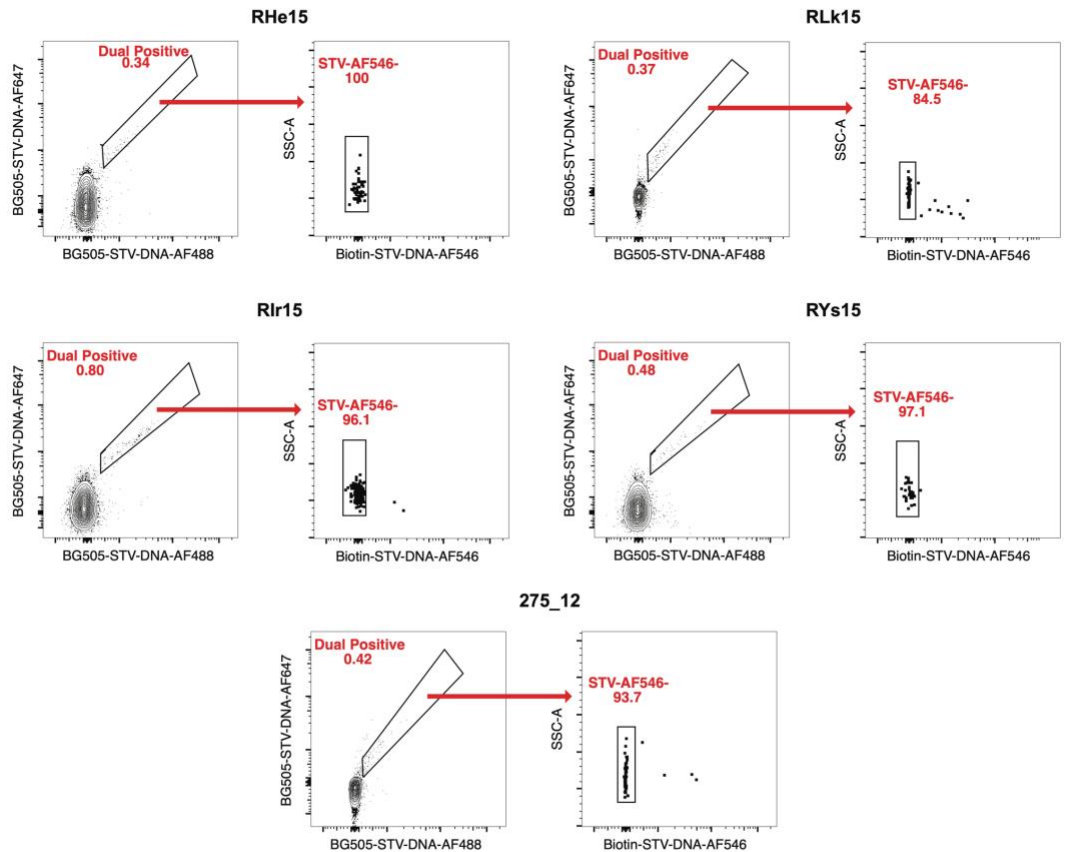 RHe15
Dual Positive
0.34
BG505-STV-DNA-AF647
BG505-STV-DNA-AF488
STV-AF546-
100
SSC-A
Biotin-STV-DNA-AF546
RLk15
Dual Positive
0.37
BG505-STV-DNA-AF647
BG505-STV-DNA-AF488
STV-AF546-
84.5
SSC-A
Biotin-STV-DNA-AF546
RIr15
Dual Positive
0.80
BG505-STV-DNA-AF647
BG505-STV-DNA-AF488
STV-AF546-
96.1
SSC-A
Biotin-STV-DNA-AF546
RYs15
Dual Positive
0.48
BG505-STV-DNA-AF647
BG505-STV-DNA-AF488
STV-AF546-
97.1
SSC-A
Biotin-STV-DNA-AF546
275_12
Dual Positive
0.42
BG505-STV-DNA-AF647
BG505-STV-DNA-AF488
STV-AF546-
93.7
SSC-A
Biotin-STV-DNA-AF546